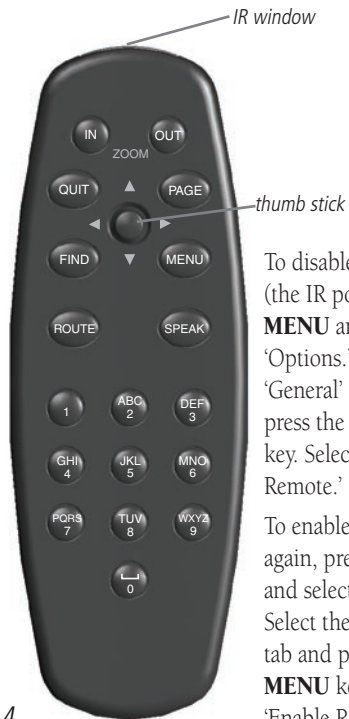 IR window
IN OUT
ZOOM
QUIT PAGE
thumb stick
FIND MENU
ROUTE SPEAK
1 ABC 2 DEF 3
GHI 4 JKL 5 MNO 6
PQRS 7 TUV 8 WXYZ 9
0
To disable
(the IR po
MENU an
'Options.'
'General'
press the
key. Selec
Remote.'
To enable
again, pre
and select
Select the
tab and p
MENU k
'Enable R
4